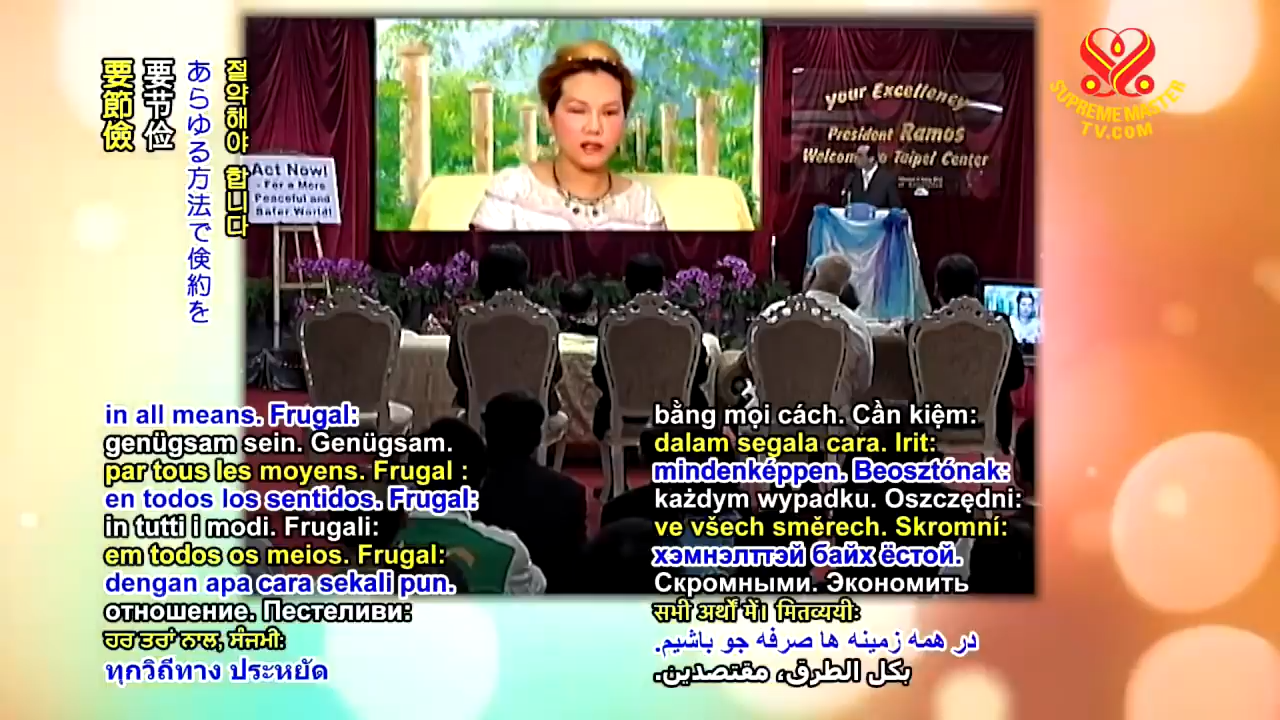 要節儉
要节俭
あらゆる方法で倹約を
절약해야 합니다
SUPREME MASTER
TV.COM
Your Excellency
President Ramos
Welcome to Taipei Center
Act Now!
- For a More
Peaceful and
Safer World!
in all means. Frugal:
genügsam sein. Genügsam.
par tous les moyens. Frugal :
en todos los sentidos. Frugal:
in tutti i modi. Frugali:
em todos os meios. Frugal:
dengan apa cara sekali pun.
отношение. Пестеливи:
ਹਰ ਤਰਾਂ ਨਾਲ, ਸੰਜਮੀ:
ทุกวิถีทาง ประหยัด
bằng mọi cách. Cần kiệm:
dalam segala cara. Irit:
mindenképpen. Beosztónak:
każdym wypadku. Oszczędni:
ve všech směrech. Skromní:
хэмнэлттэй байх ёстой.
Скромными. Экономить
सभी अर्थों में। मितव्ययी:
در همه زمینه ها صرفه جو باشیم.
بكل الطرق، مقتصدين.